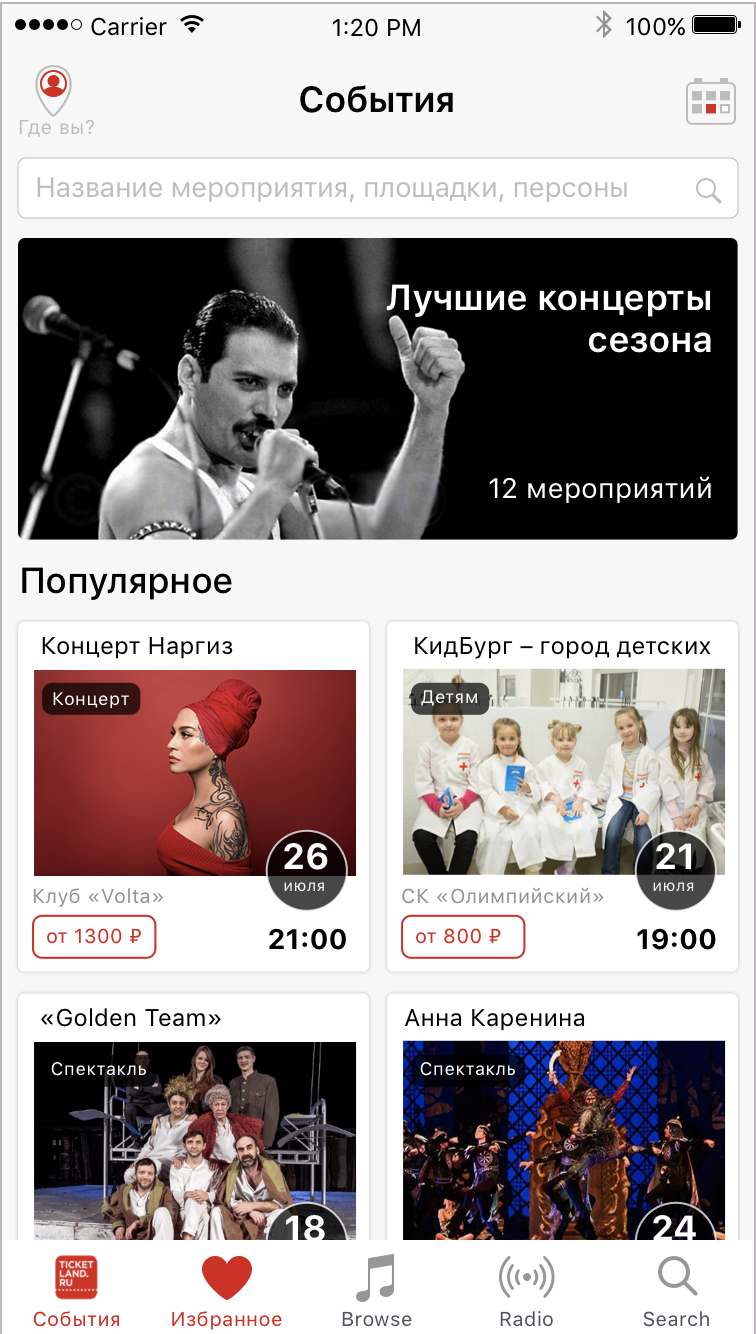 Carrier
1:20 PM
100%
Где вы?
События
Название мероприятия, площадки, персоны
Лучшие концерты
сезона
12 мероприятий
Популярное
Концерт Наргиз
Концерт
26
июля
Клуб «Volta»
от 1300 ₽
21:00
КидБург – город детских
Детям
21
июля
СК «Олимпийский»
от 800 ₽
19:00
«Golden Team»
Спектакль
18
Анна Каренина
Спектакль
24
TICKET
LAND.
RU
События
Избранное
Browse
Radio
Search